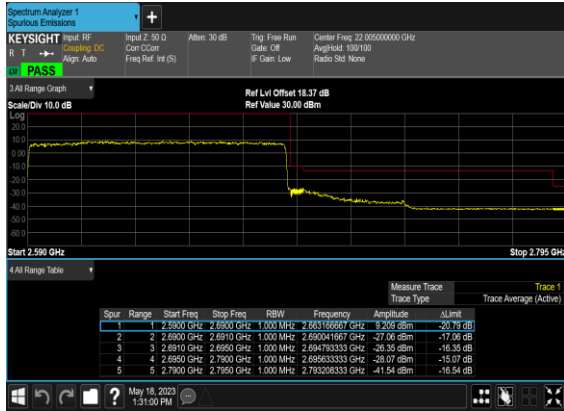 Spectrum Analyzer 1
Spurious Emissions
+
KEYSIGHT Input: RF Input Z: 50 Ω Atten: 30 dB Trig: Free Run Center Freq: 22.005000000 GHz
R T Coupling: DC Corr CCorr Gate: Off Avg|Hold: 100/100
Align: Auto Freq Ref: Int (S) IF Gain: Low Radio Std: None
PASS
3 All Range Graph Ref Lvl Offset 18.37 dB
Scale/Div 10.0 dB Ref Value 30.00 dBm
Log
20.0
10.0
0.00
-10.0
-20.0
-30.0
-40.0
-50.0
-60.0
Start 2.590 GHz Stop 2.795 GHz
4 All Range Table
Measure Trace Trace 1
Trace Type Trace Average (Active)
Spur Range Start Freq Stop Freq RBW Frequency Amplitude ΔLimit
1 1 2.5900 GHz 2.6900 GHz 1.000 MHz 2.663166667 GHz 9.209 dBm -20.79 dB
2 2 2.6900 GHz 2.6910 GHz 1.000 MHz 2.690041667 GHz -27.06 dBm -17.06 dB
3 3 2.6910 GHz 2.6950 GHz 1.000 MHz 2.694793333 GHz -26.35 dBm -16.35 dB
4 4 2.6950 GHz 2.7900 GHz 1.000 MHz 2.695633333 GHz -28.07 dBm -15.07 dB
5 5 2.7900 GHz 2.7950 GHz 1.000 MHz 2.793208333 GHz -41.54 dBm -16.54 dB
? May 18, 2023
1:31:00 PM